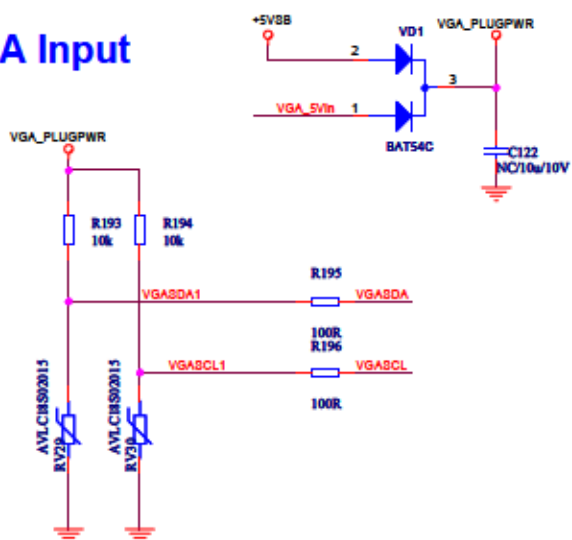 A Input
+5VSB
VD1
VGA_PLUGPWR
2
3
VGA_5Vin
1
BAT54C
C122
NC/10u/10V
VGA_PLUGPWR
R193
10k
R194
10k
R195
VGASDA1
VGASDA
100R
R196
VGASCL1
VGASCL
100R
AVLC18S02015
RV29
AVLC18S02015
RV30